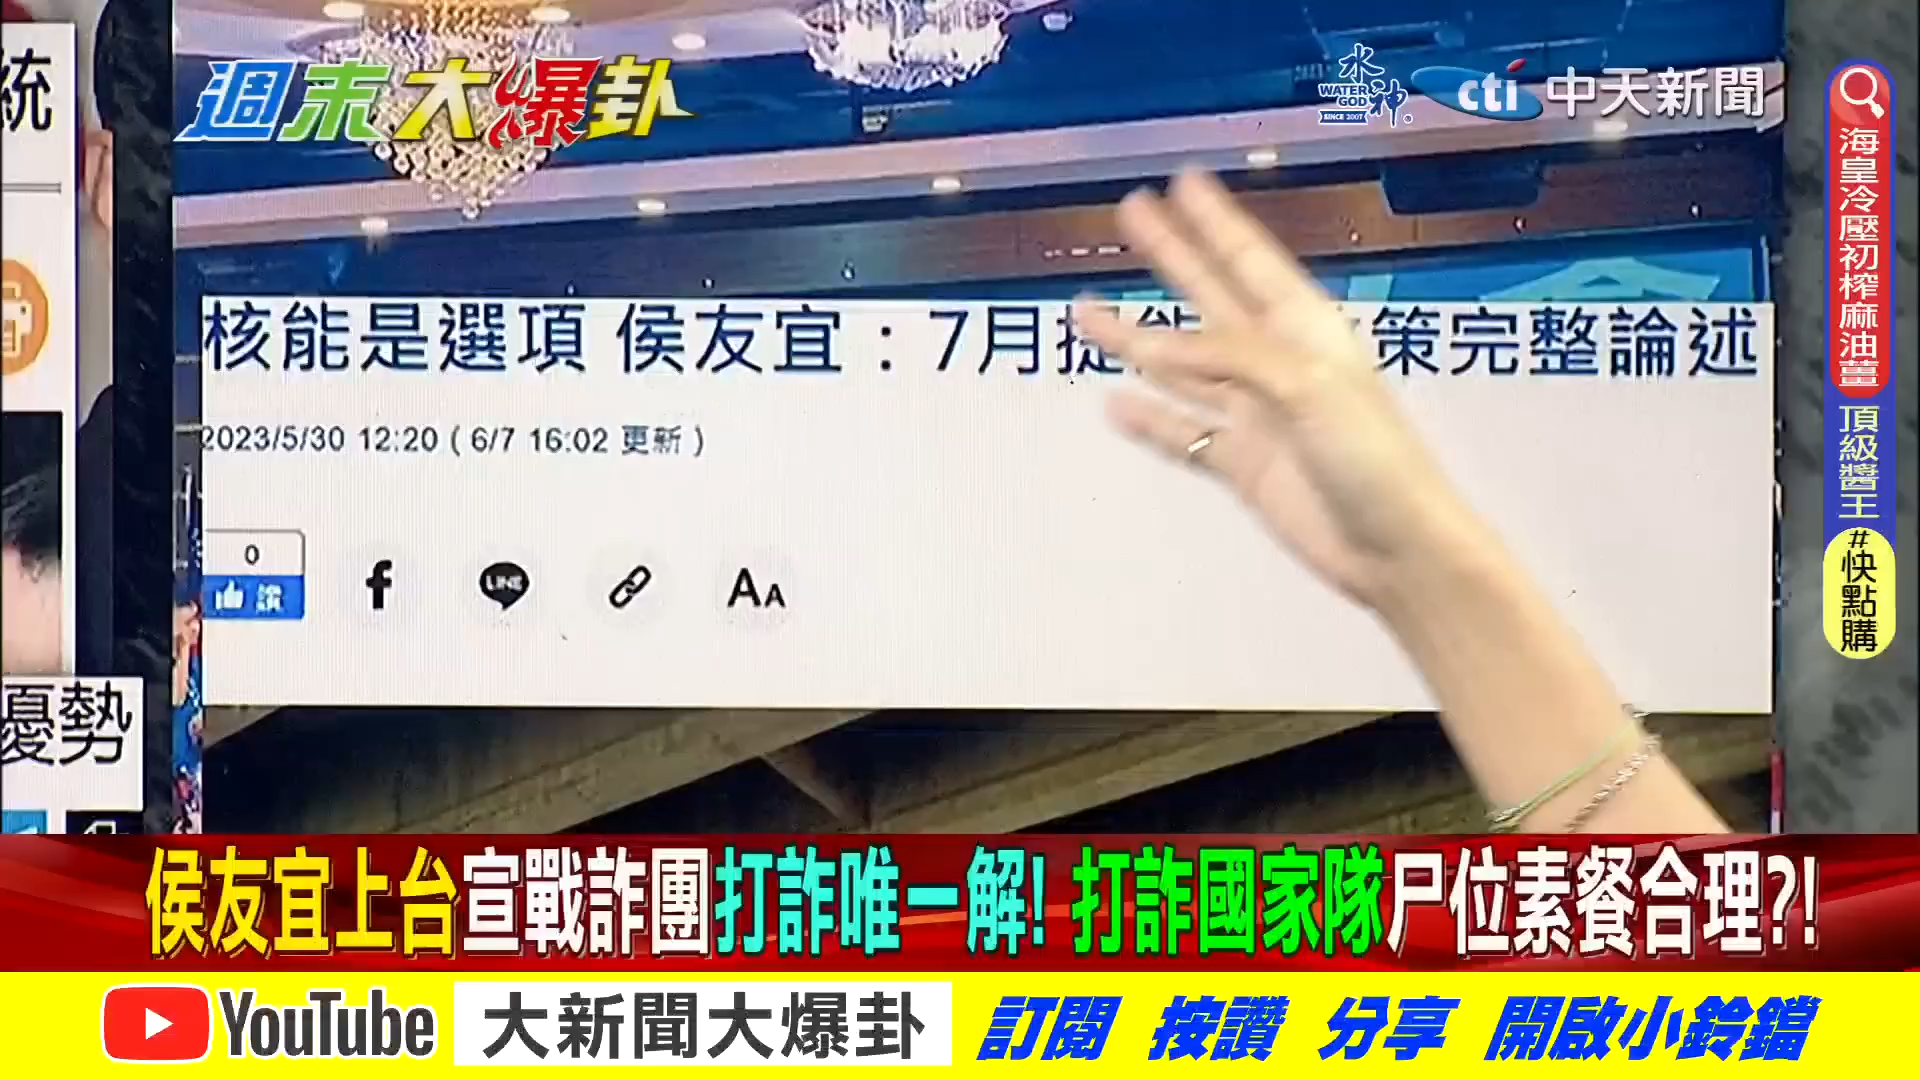 週末大爆卦
水神
WATER GOD
SINCE 2007
cti 中天新聞
統
核能是選項 侯友宜：7月提能 策完整論述
2023/5/30 12:20 ( 6/7 16:02 更新 )
0
讚
LINE
AA
優勢
海皇冷壓初榨麻油薑 頂級醬王 #快點購
侯友宜上台宣戰詐團打詐唯一解! 打詐國家隊尸位素餐合理?!
YouTube 大新聞大爆卦 訂閱 按讚 分享 開啟小鈴鐺